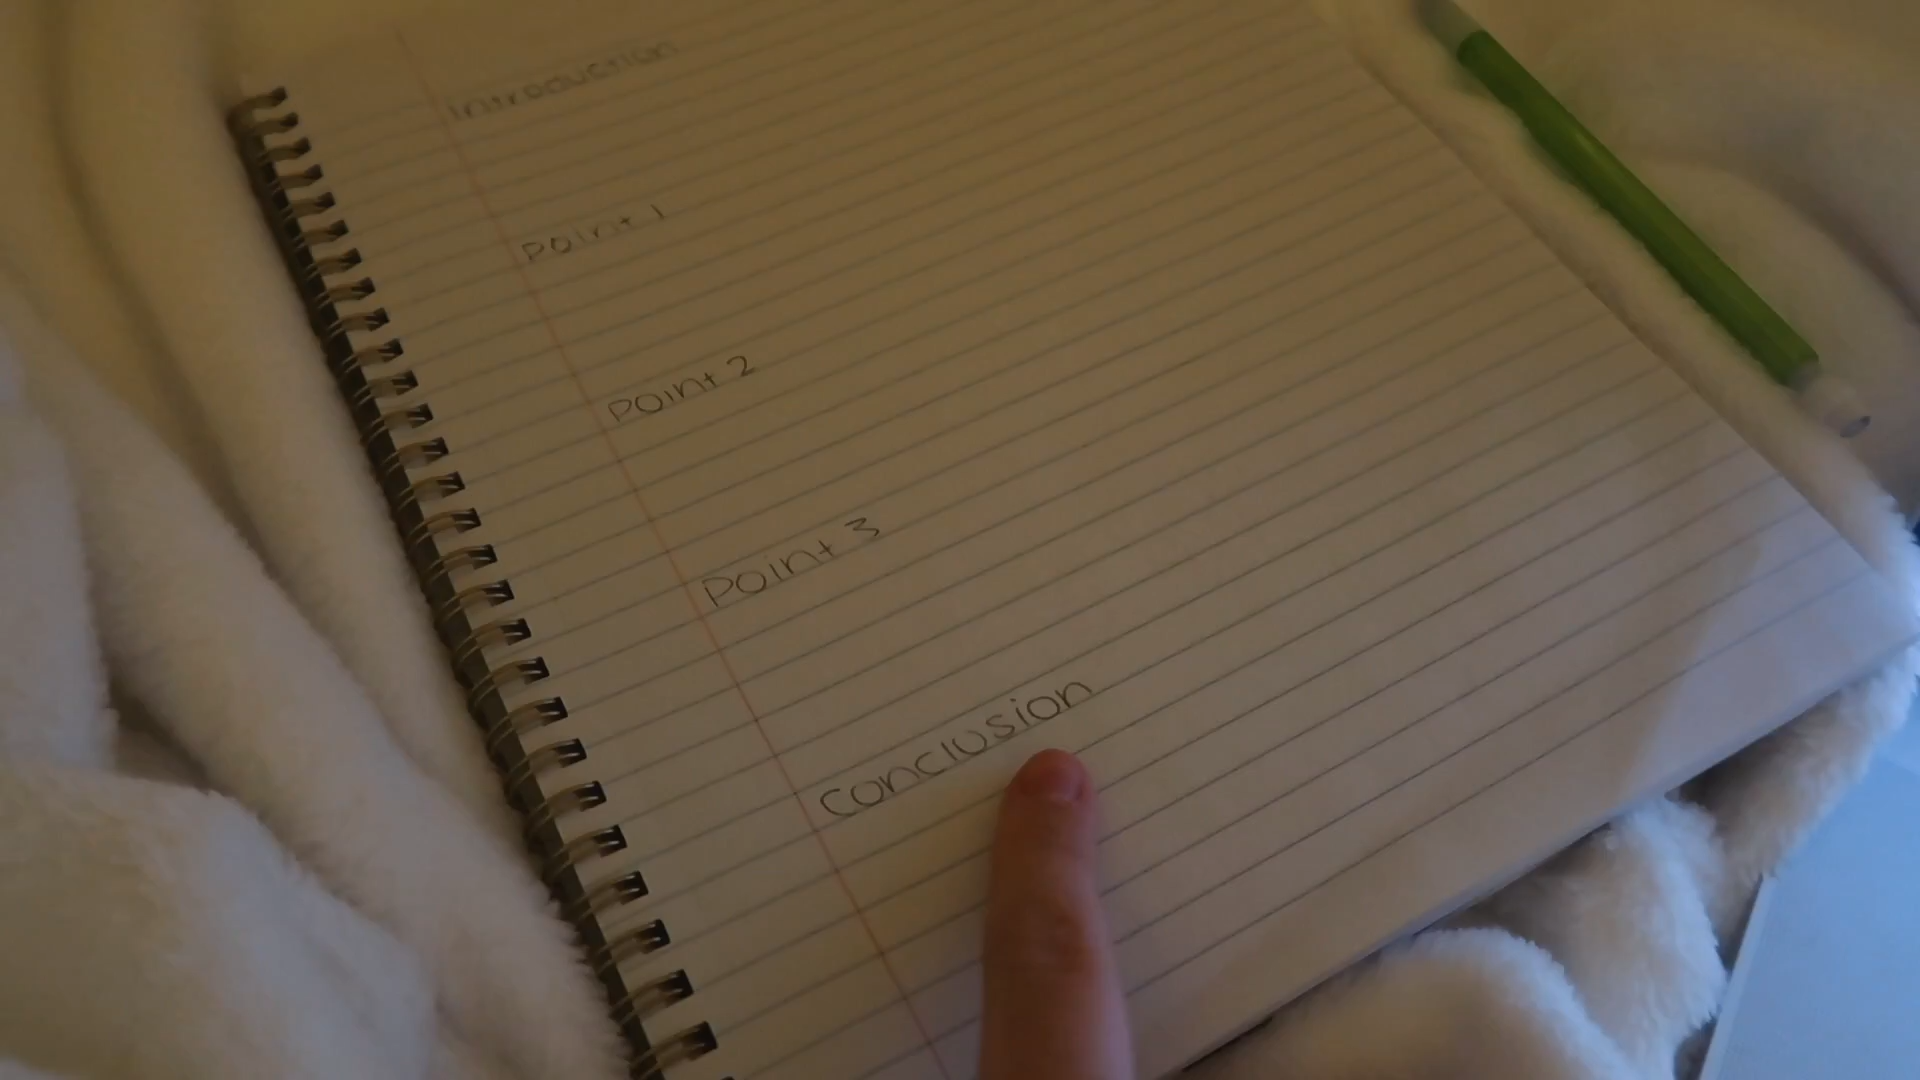 Introduction
Point 1
Point 2
Point 3
Conclusion